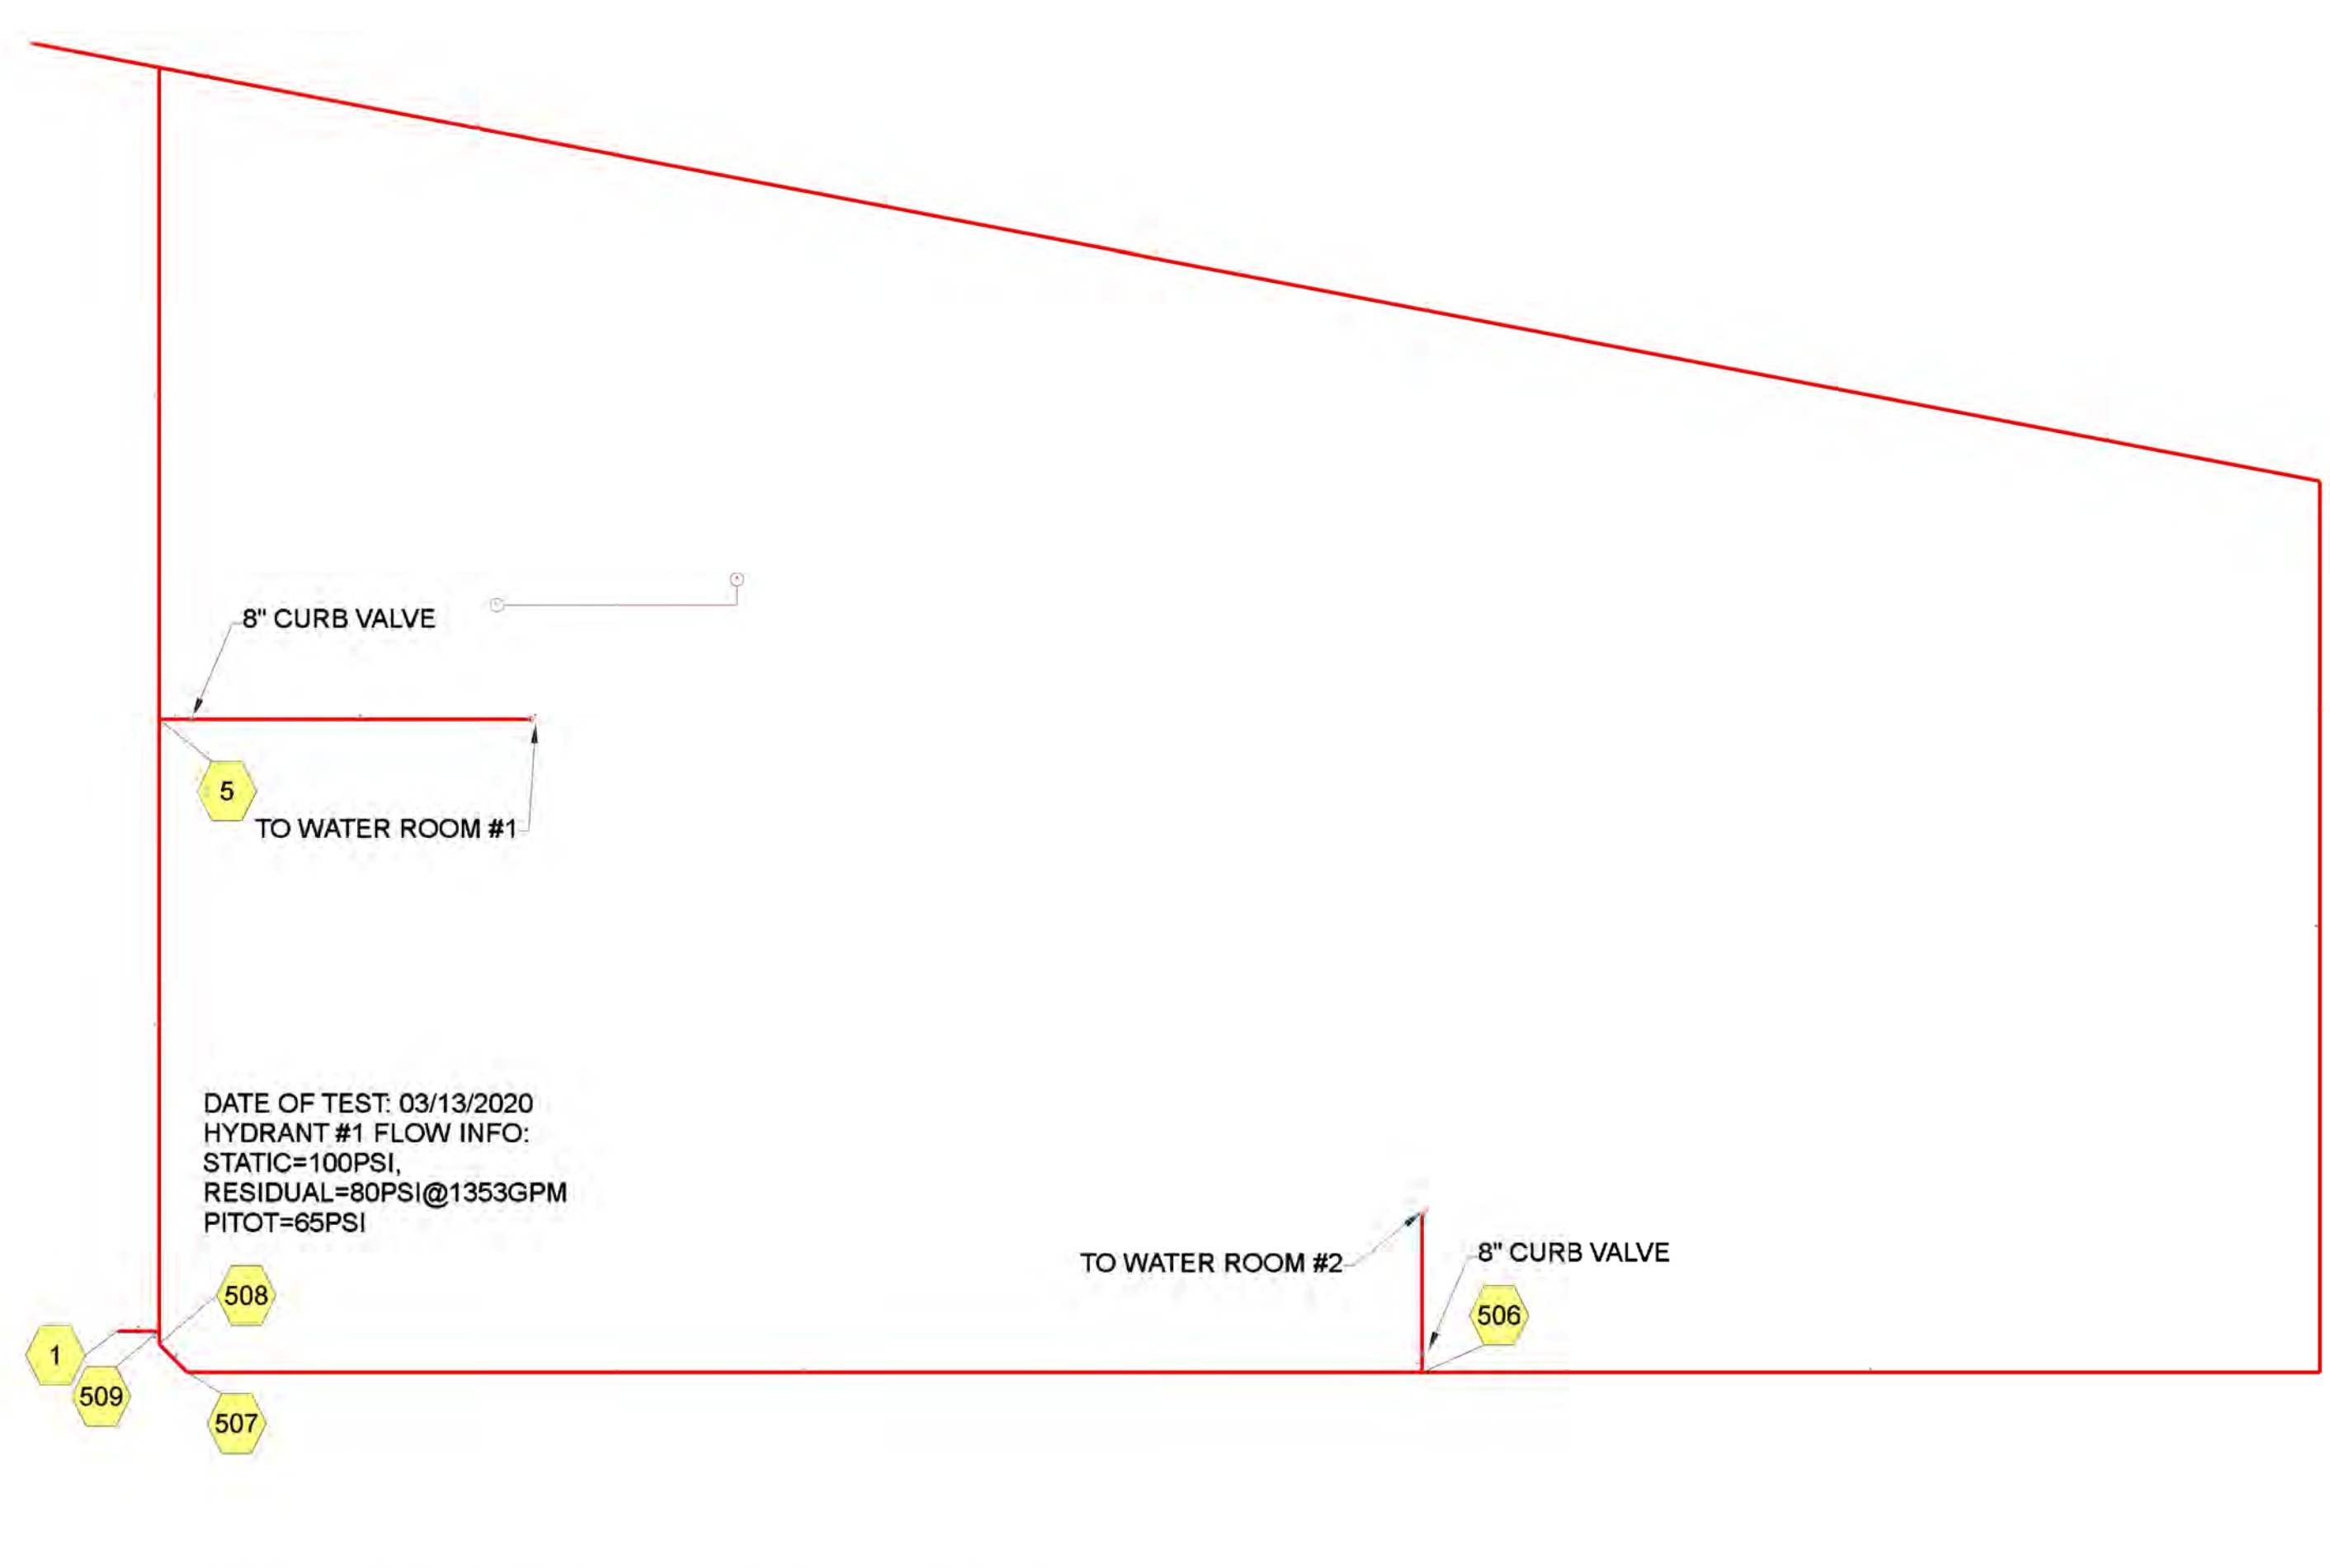 8" CURB VALVE
5
TO WATER ROOM #1
DATE OF TEST: 03/13/2020
HYDRANT #1 FLOW INFO:
STATIC=100PSI,
RESIDUAL=80PSI@1353GPM
PITOT=65PSI
508
1
509
507
TO WATER ROOM #2
8" CURB VALVE
506